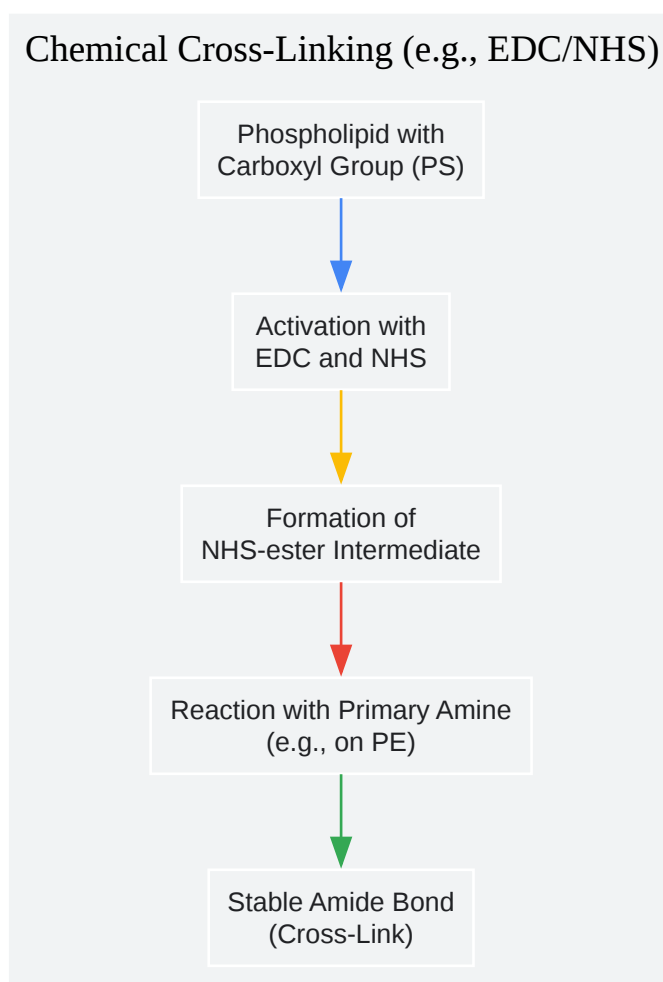 Chemical Cross-Linking (e.g., EDC/NHS)
Phospholipid with
Carboxyl Group (PS)
Activation with
EDC and NHS
Formation of
NHS-ester Intermediate
Reaction with Primary Amine
(e.g., on PE)
Stable Amide Bond
(Cross-Link)